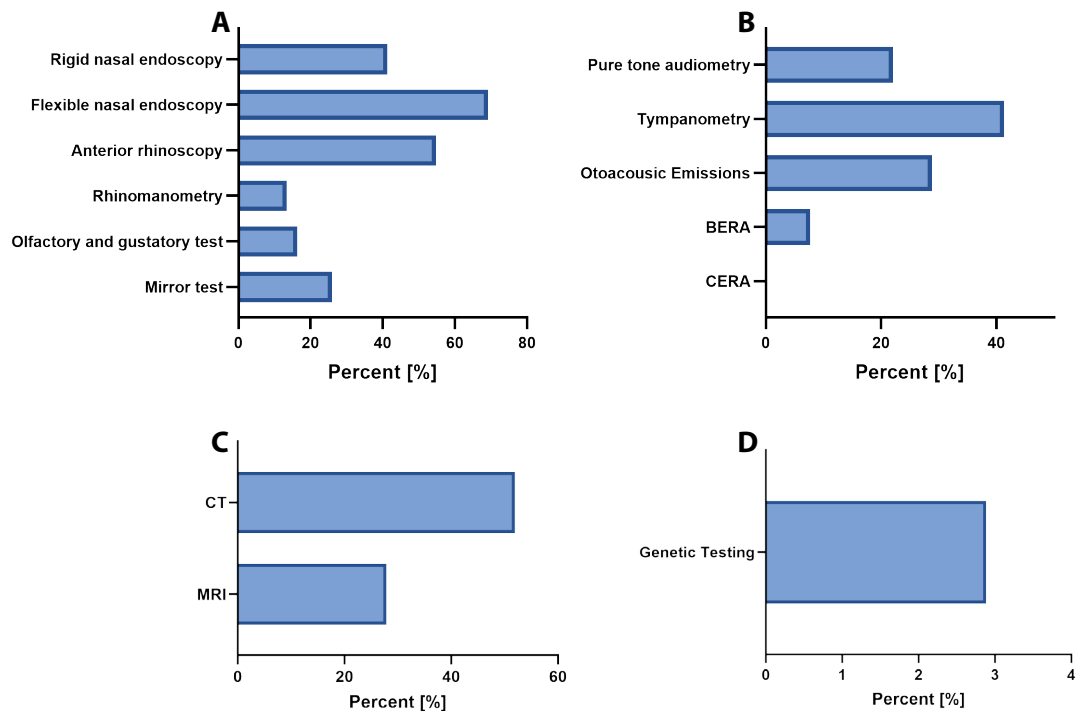 A
Rigid nasal endoscopy
Flexible nasal endoscopy
Anterior rhinoscopy
Rhinomanometry
Olfactory and gustatory test
Mirror test
0 20 40 60 80
Percent [%]
B
Pure tone audiometry
Tympanometry
Otoacousic Emissions
BERA
CERA
0 20 40
Percent [%]
C
CT
MRI
0 20 40 60
Percent [%]
D
Genetic Testing
0 1 2 3 4
Percent [%]